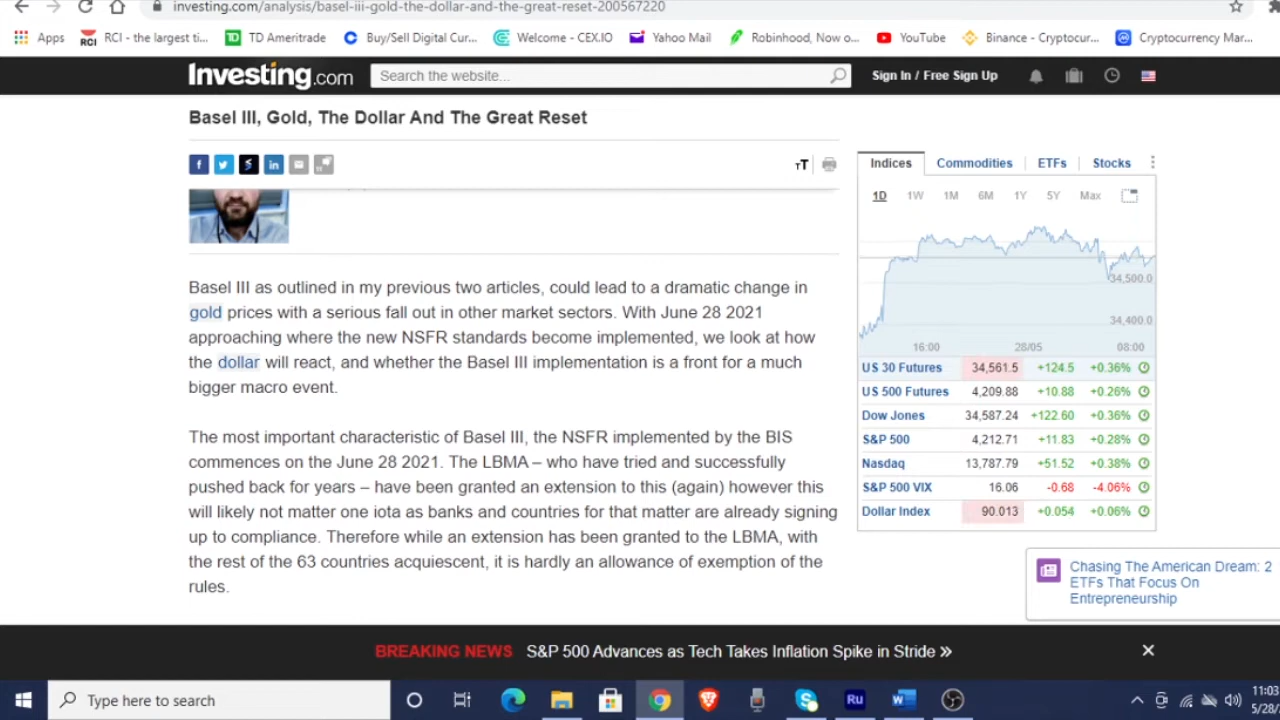 investing.com/analysis/basel-iii-gold-the-dollar-and-the-great-reset-200567220
Apps RCI - the largest ti... TD Ameritrade Buy/Sell Digital Cur... Welcome - CEX.IO Yahoo Mail Robinhood, Now o... YouTube Binance - Cryptocur... Cryptocurrency Mar...
RCI
Investing.com Search the website... Sign In / Free Sign Up
Basel III, Gold, The Dollar And The Great Reset
Indices Commodities ETFs Stocks
1D 1W 1M 6M 1Y 5Y Max
34,500.0
34,400.0
16:00 28/05 08:00
US 30 Futures 34,561.5 +124.5 +0.36%
US 500 Futures 4,209.88 +10.88 +0.26%
Dow Jones 34,587.24 +122.60 +0.36%
S&P 500 4,212.71 +11.83 +0.28%
Nasdaq 13,787.79 +51.52 +0.38%
S&P 500 VIX 16.06 -0.68 -4.06%
Dollar Index 90.013 +0.054 +0.06%
Basel III as outlined in my previous two articles, could lead to a dramatic change in
gold prices with a serious fall out in other market sectors. With June 28 2021
approaching where the new NSFR standards become implemented, we look at how
the dollar will react, and whether the Basel III implementation is a front for a much
bigger macro event.
The most important characteristic of Basel III, the NSFR implemented by the BIS
commences on the June 28 2021. The LBMA – who have tried and successfully
pushed back for years – have been granted an extension to this (again) however this
will likely not matter one iota as banks and countries for that matter are already signing
up to compliance. Therefore while an extension has been granted to the LBMA, with
the rest of the 63 countries acquiescent, it is hardly an allowance of exemption of the
rules.
Chasing The American Dream: 2
ETFs That Focus On
Entrepreneurship
BREAKING NEWS S&P 500 Advances as Tech Takes Inflation Spike in Stride »
Type here to search
Ru
11:03
5/28/